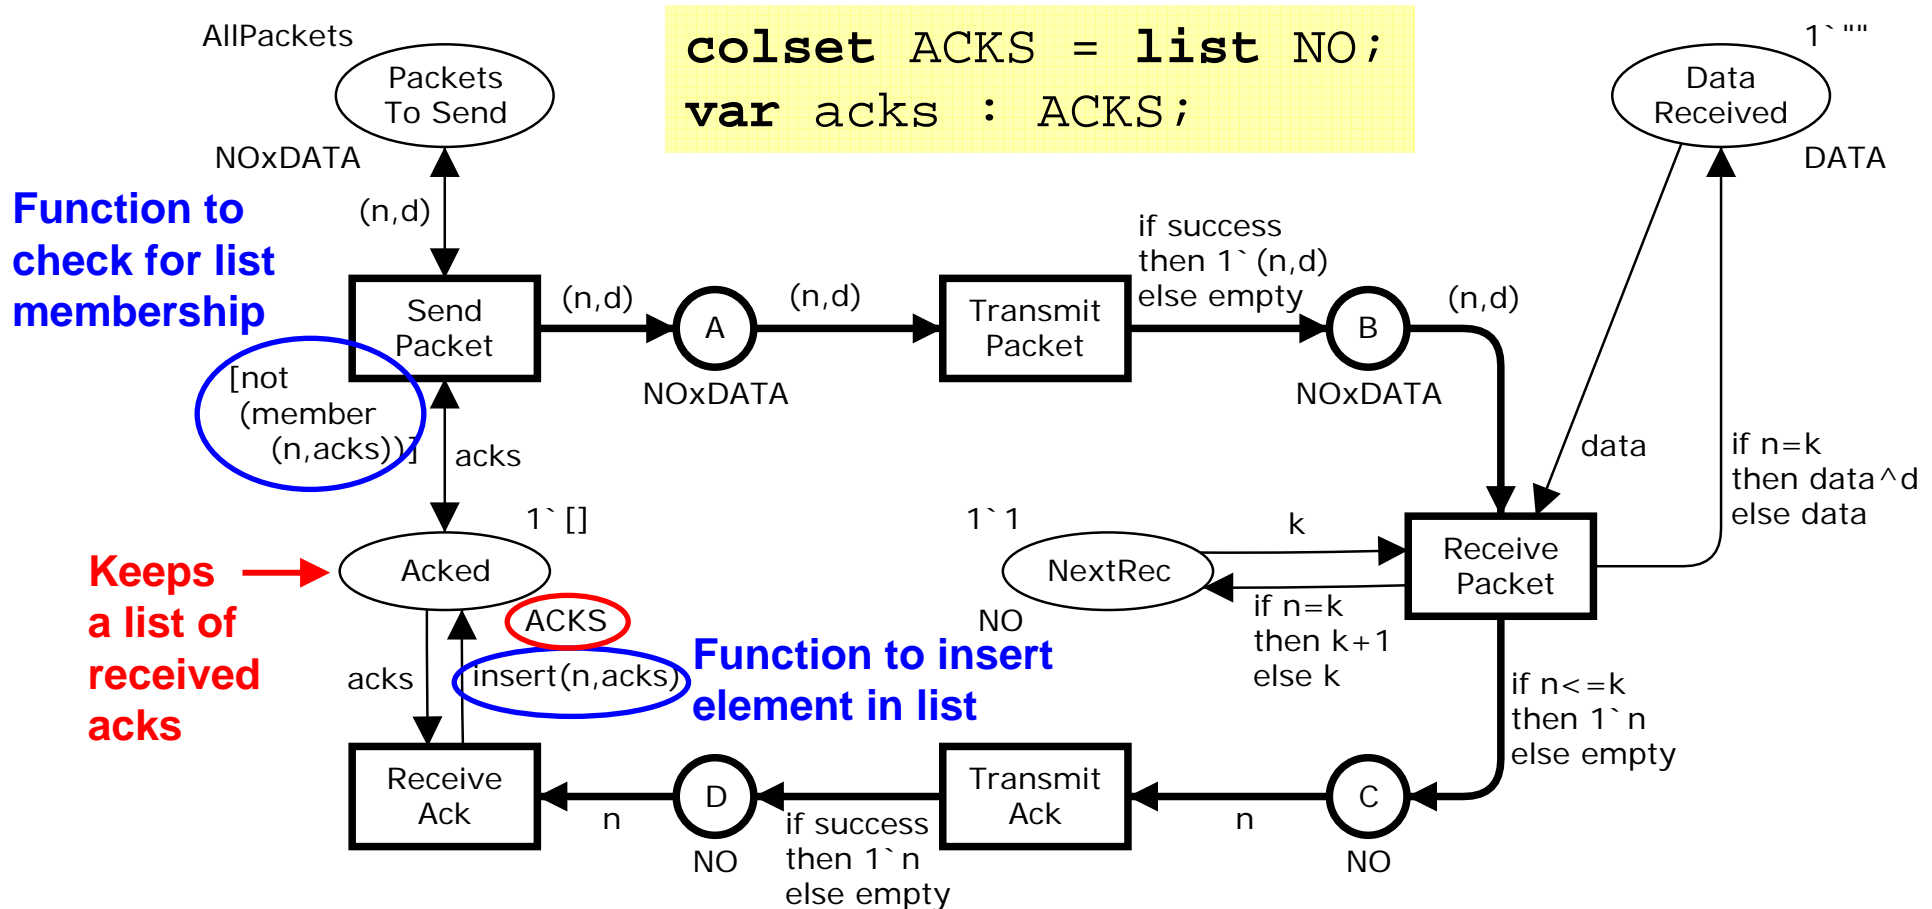 AllPackets
Packets
To Send
NOxDATA
colset ACKS = list NO;
var acks : ACKS;
1`""
Data
Received
DATA
Function to
check for list
membership
(n,d)
Send
Packet
(n,d)
A
NOxDATA
(n,d)
Transmit
Packet
if success
then 1`(n,d)
else empty
B
NOxDATA
(n,d)
[not
(member
(n,acks))]
acks
data
if n=k
then data^d
else data
1`[]
Acked
Keeps
a list of
received
acks
ACKS
acks
insert(n,acks)
Function to insert
element in list
1`1
NextRec
NO
k
if n=k
then k+1
else k
Receive
Packet
if n<=k
then 1`n
else empty
Receive
Ack
n
D
NO
if success
then 1`n
else empty
Transmit
Ack
n
C
NO